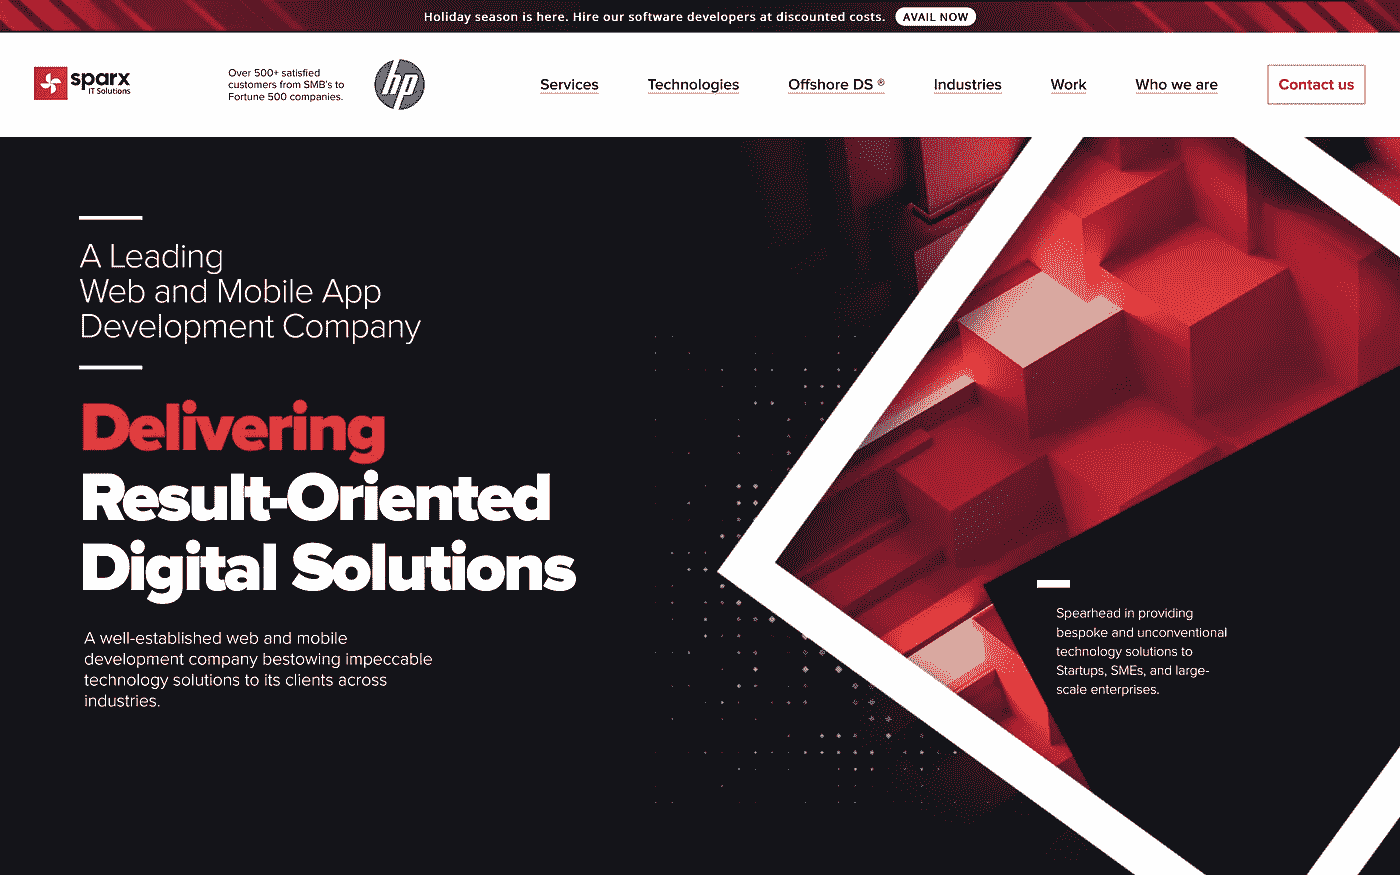 Holiday season is here. Hire our software developers at discounted costs. AVAIL NOW
sparx
IT Solutions
Over 500+ satisfied
customers from SMB's to
Fortune 500 companies.
hp
Services Technologies Offshore DS ® Industries Work Who we are Contact us
A Leading
Web and Mobile App
Development Company
Delivering
Result-Oriented
Digital Solutions
A well-established web and mobile
development company bestowing impeccable
technology solutions to its clients across
industries.
Spearhead in providing
bespoke and unconventional
technology solutions to
Startups, SMEs, and large-
scale enterprises.